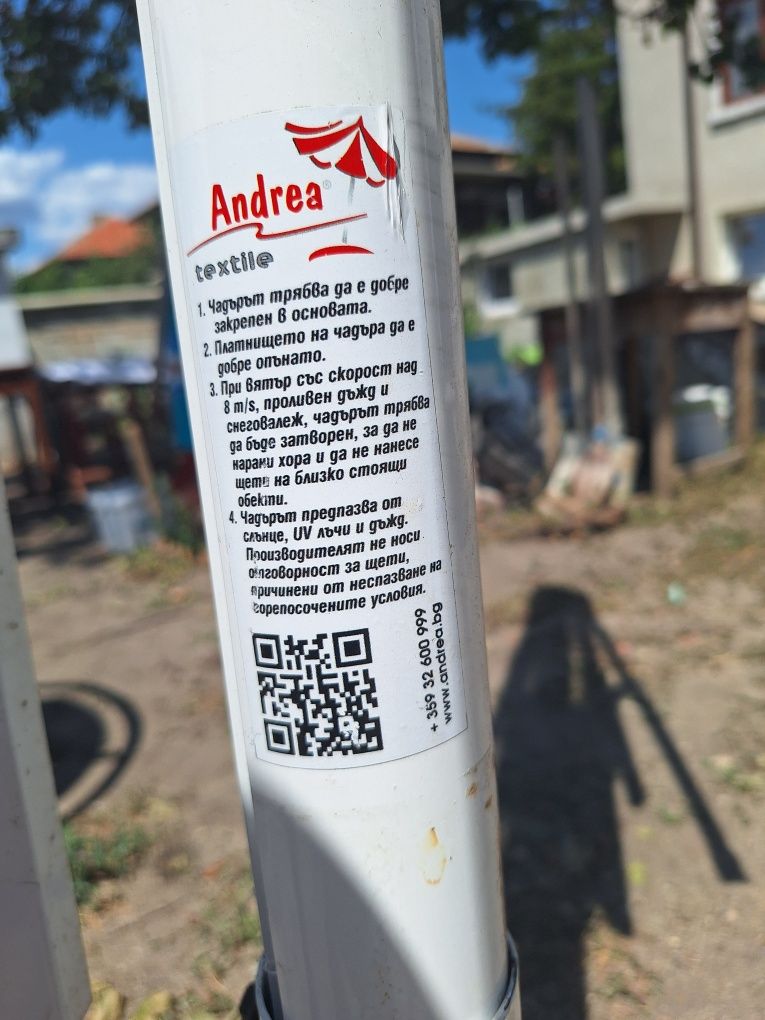 Andrea®
textile
1. Чадърът трябва да е добре
закрепен в основата.
2. Платнището на чадъра да е
добре опънато.
3. При вятър със скорост над
8 m/s, проливен дъжд и
снеговалеж, чадърът трябва
да бъде затворен, за да не
нарани хора и да не нанесе
щети на близко стоящи
обекти.
4. Чадърът предпазва от
слънце, UV лъчи и дъжд.
Производителят не носи
отговорност за щети,
причинени от неспазване на
горепосочените условия.
+ 359 32 600 999
www.andrea.bg